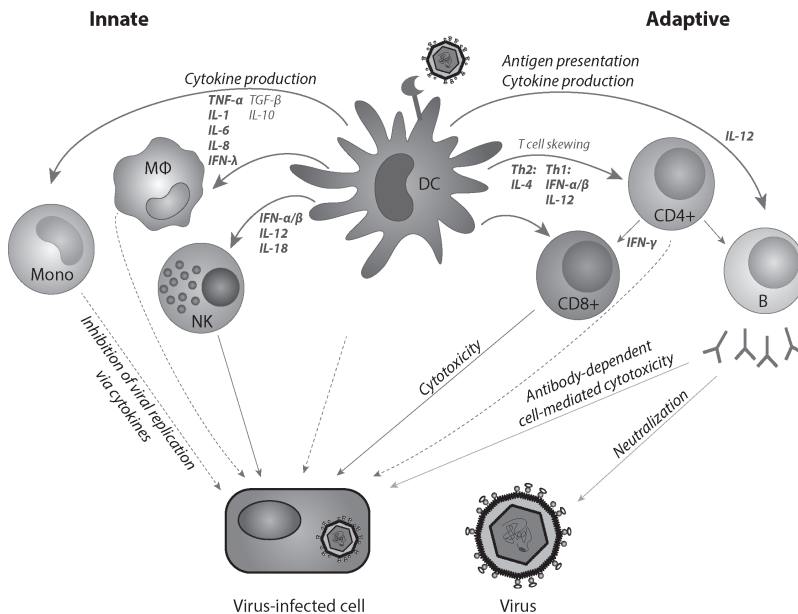 Innate
Adaptive
Antigen presentation
Cytokine production
Cytokine production
TNF-α TGF-β
IL-1 IL-10
IL-6
IL-8
IFN-λ
IL-12
T cell skewing
Th2: Th1:
IL-4 IFN-α/β
IL-12
MΦ
DC
CD4+
IFN-α/β
IL-12
IL-18
IFN-γ
Mono
NK
CD8+
B
Inhibition of viral replication
via cytokines
Cytotoxicity
Antibody-dependent
cell-mediated cytotoxicity
Neutralization
Virus-infected cell
Virus